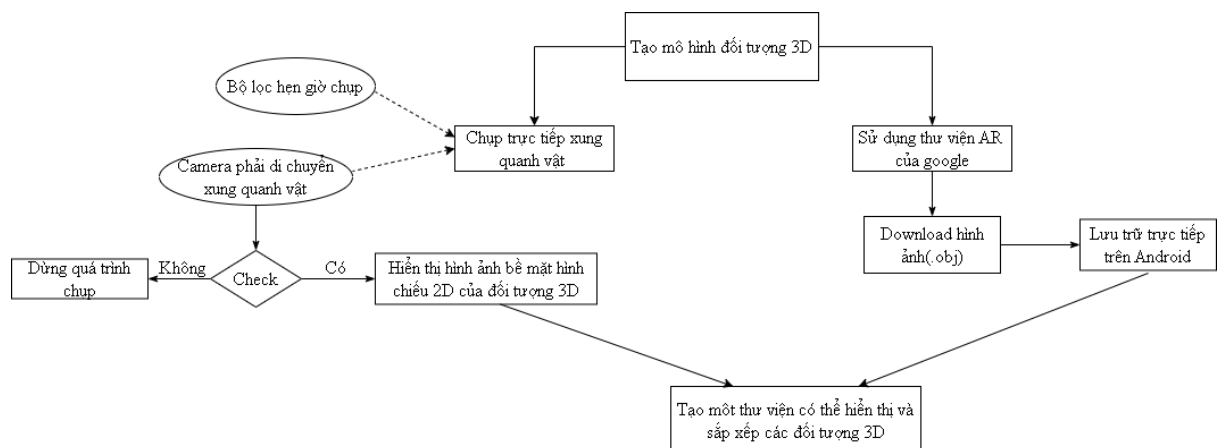 Tạo mô hình đối tượng 3D
Bộ lọc hẹn giờ chụp
Chụp trực tiếp xung
quanh vật
Sử dụng thư viện AR
của google
Camera phải di chuyển
xung quanh vật
Download hình
ảnh(.obj)
Lưu trữ trực tiếp
trên Android
Dừng quá trình
chụp
Không
Check
Có
Hiển thị hình ảnh bề mặt hình
chiếu 2D của đối tượng 3D
Tạo một thư viện có thể hiển thị và
sắp xếp các đối tượng 3D